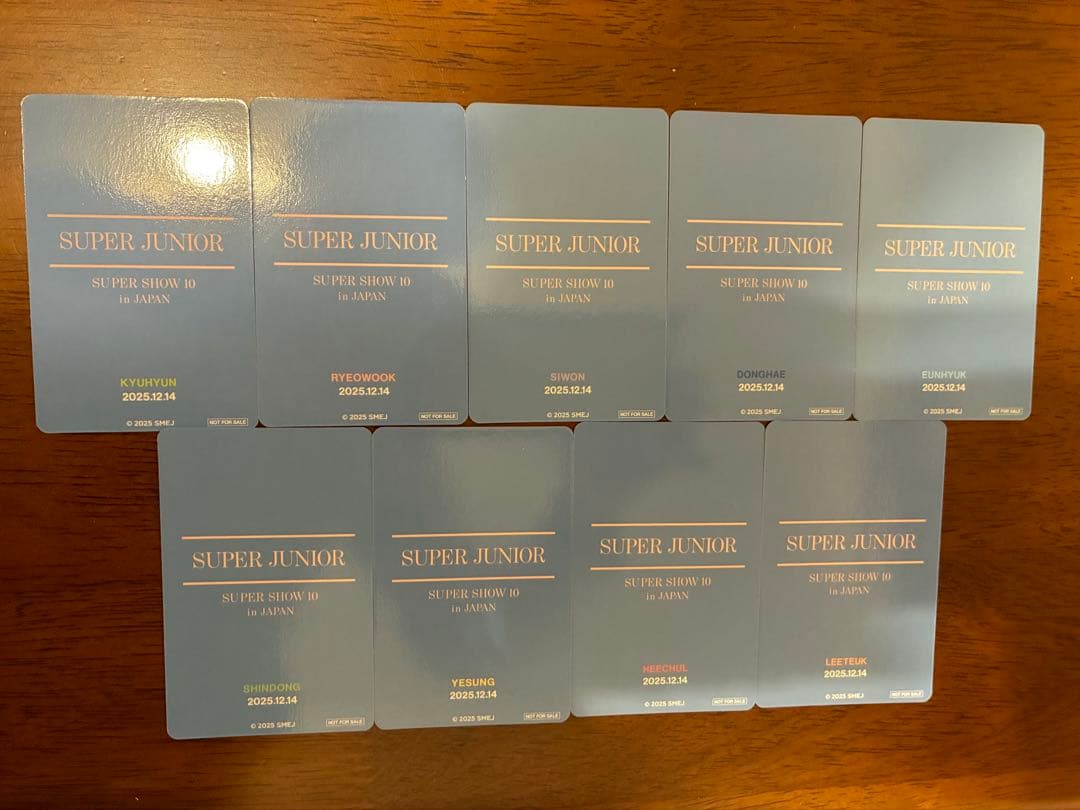 SUPER JUNIOR
SUPER SHOW 10
in JAPAN
KYUHYUN
2025.12.14
© 2025 SMEJ
NOT FOR SALE
SUPER JUNIOR
SUPER SHOW 10
in JAPAN
RYEOWOOK
2025.12.14
© 2025 SMEJ
NOT FOR SALE
SUPER JUNIOR
SUPER SHOW 10
in JAPAN
SIWON
2025.12.14
© 2025 SMEJ
NOT FOR SALE
SUPER JUNIOR
SUPER SHOW 10
in JAPAN
DONGHAE
2025.12.14
© 2025 SMEJ
NOT FOR SALE
SUPER JUNIOR
SUPER SHOW 10
in JAPAN
EUNHYUK
2025.12.14
© 2025 SMEJ
NOT FOR SALE
SUPER JUNIOR
SUPER SHOW 10
in JAPAN
SHINDONG
2025.12.14
© 2025 SMEJ
NOT FOR SALE
SUPER JUNIOR
SUPER SHOW 10
in JAPAN
YESUNG
2025.12.14
© 2025 SMEJ
NOT FOR SALE
SUPER JUNIOR
SUPER SHOW 10
in JAPAN
HEECHUL
2025.12.14
© 2025 SMEJ
NOT FOR SALE
SUPER JUNIOR
SUPER SHOW 10
in JAPAN
LEETEUK
2025.12.14
© 2025 SMEJ
NOT FOR SALE